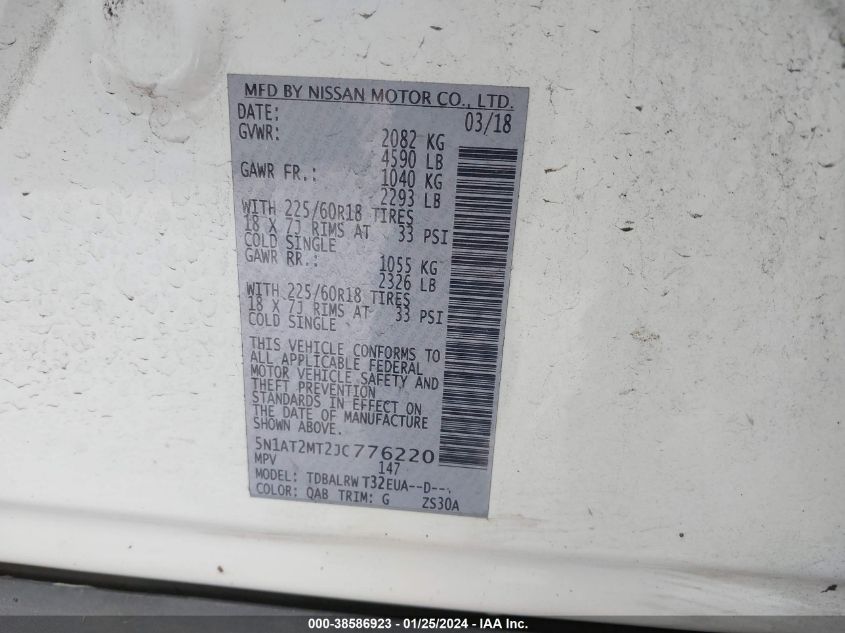 MFD BY NISSAN MOTOR CO., LTD.
DATE: 03/18
GVWR: 2082 KG
4590 LB
GAWR FR.: 1040 KG
2293 LB
WITH 225/60R18 TIRES
18 X 7J RIMS AT 33 PSI
COLD SINGLE
GAWR RR.: 1055 KG
2326 LB
WITH 225/60R18 TIRES
18 X 7J RIMS AT 33 PSI
COLD SINGLE
THIS VEHICLE CONFORMS TO
ALL APPLICABLE FEDERAL
MOTOR VEHICLE SAFETY AND
THEFT PREVENTION
STANDARDS IN EFFECT ON
THE DATE OF MANUFACTURE
SHOWN ABOVE.
5N1AT2MT2JC776220
MPV 147
MODEL: TDBALRW T32EUA--D--
COLOR: QAB TRIM: G ZS30A
000-38586923 - 01/25/2024 - IAA Inc.